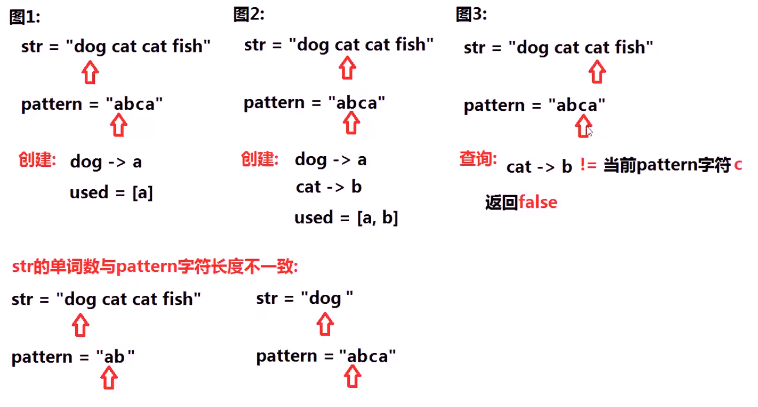 图1:
str = "dog cat cat fish"
pattern = "abca"
创建: dog -> a
used = [a]
图2:
str = "dog cat cat fish"
pattern = "abca"
创建: dog -> a
cat -> b
used = [a, b]
图3:
str = "dog cat cat fish"
pattern = "abca"
查询: cat -> b != 当前pattern字符c
返回false
str的单词数与pattern字符长度不一致:
str = "dog cat cat fish"
pattern = "ab"
str = "dog "
pattern = "abca"